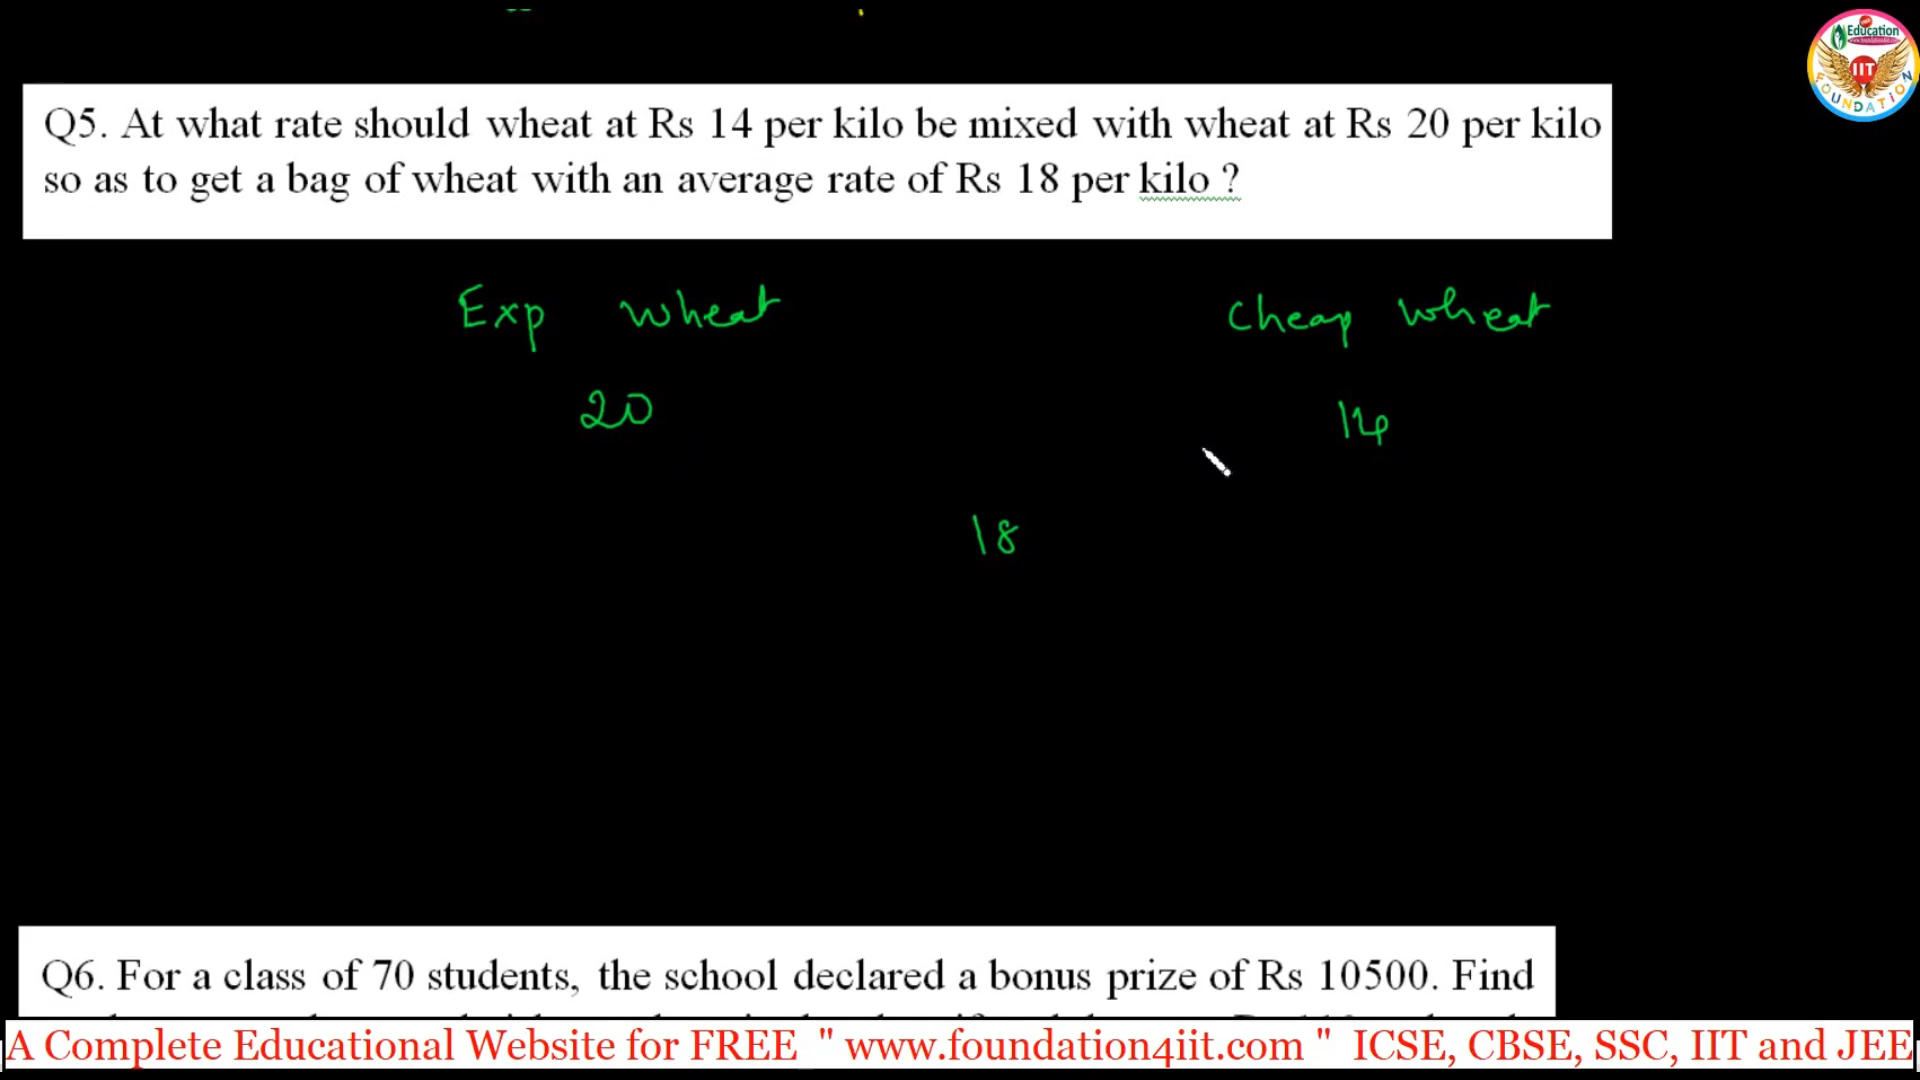 Education
IIT
FOUNDATION
Q5. At what rate should wheat at Rs 14 per kilo be mixed with wheat at Rs 20 per kilo
so as to get a bag of wheat with an average rate of Rs 18 per kilo ?
Exp wheat cheap wheat
20 14
18
Q6. For a class of 70 students, the school declared a bonus prize of Rs 10500. Find
A Complete Educational Website for FREE " www.foundation4iit.com " ICSE, CBSE, SSC, IIT and JEE